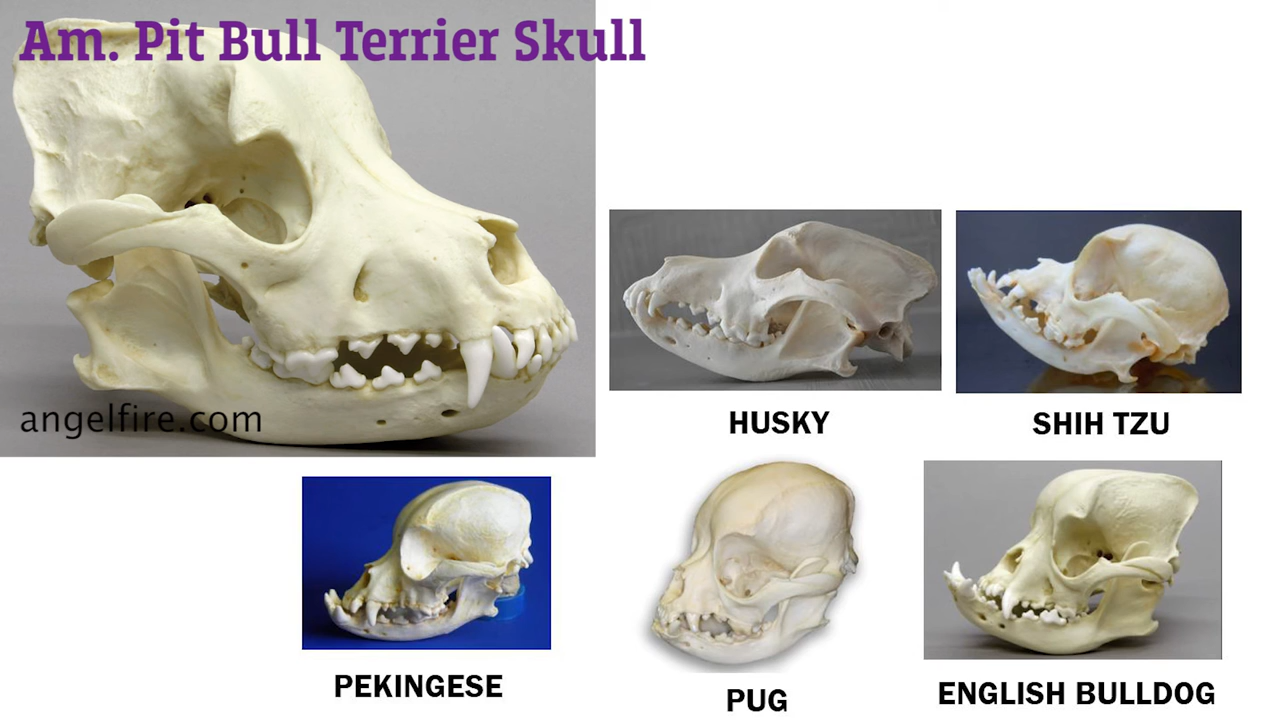 Am. Pit Bull Terrier Skull
angelfire.com
HUSKY
SHIH TZU
PEKINGESE
PUG
ENGLISH BULLDOG